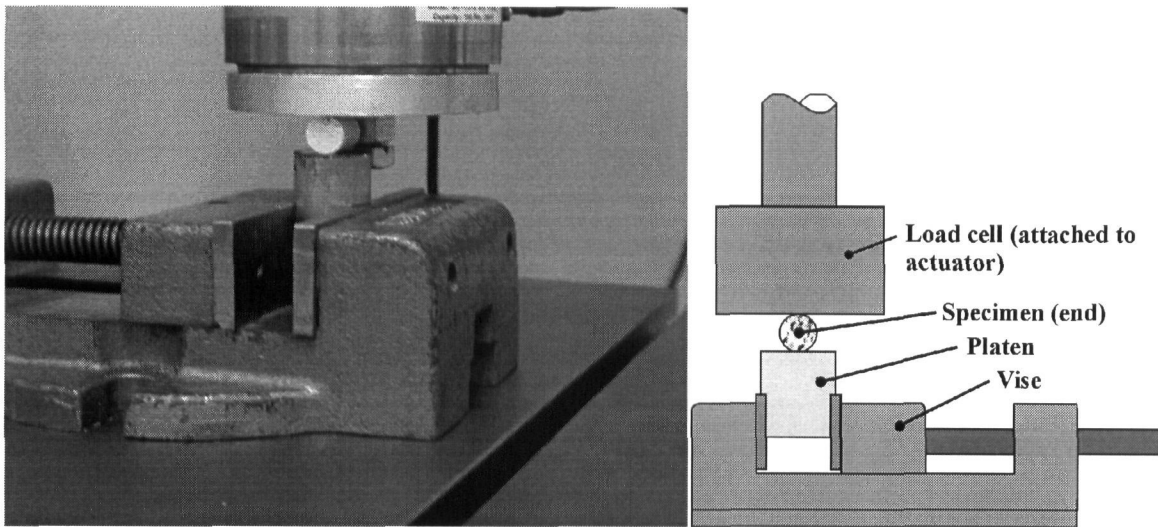 Load cell (attached to
actuator)
Specimen (end)
Platen
Vise